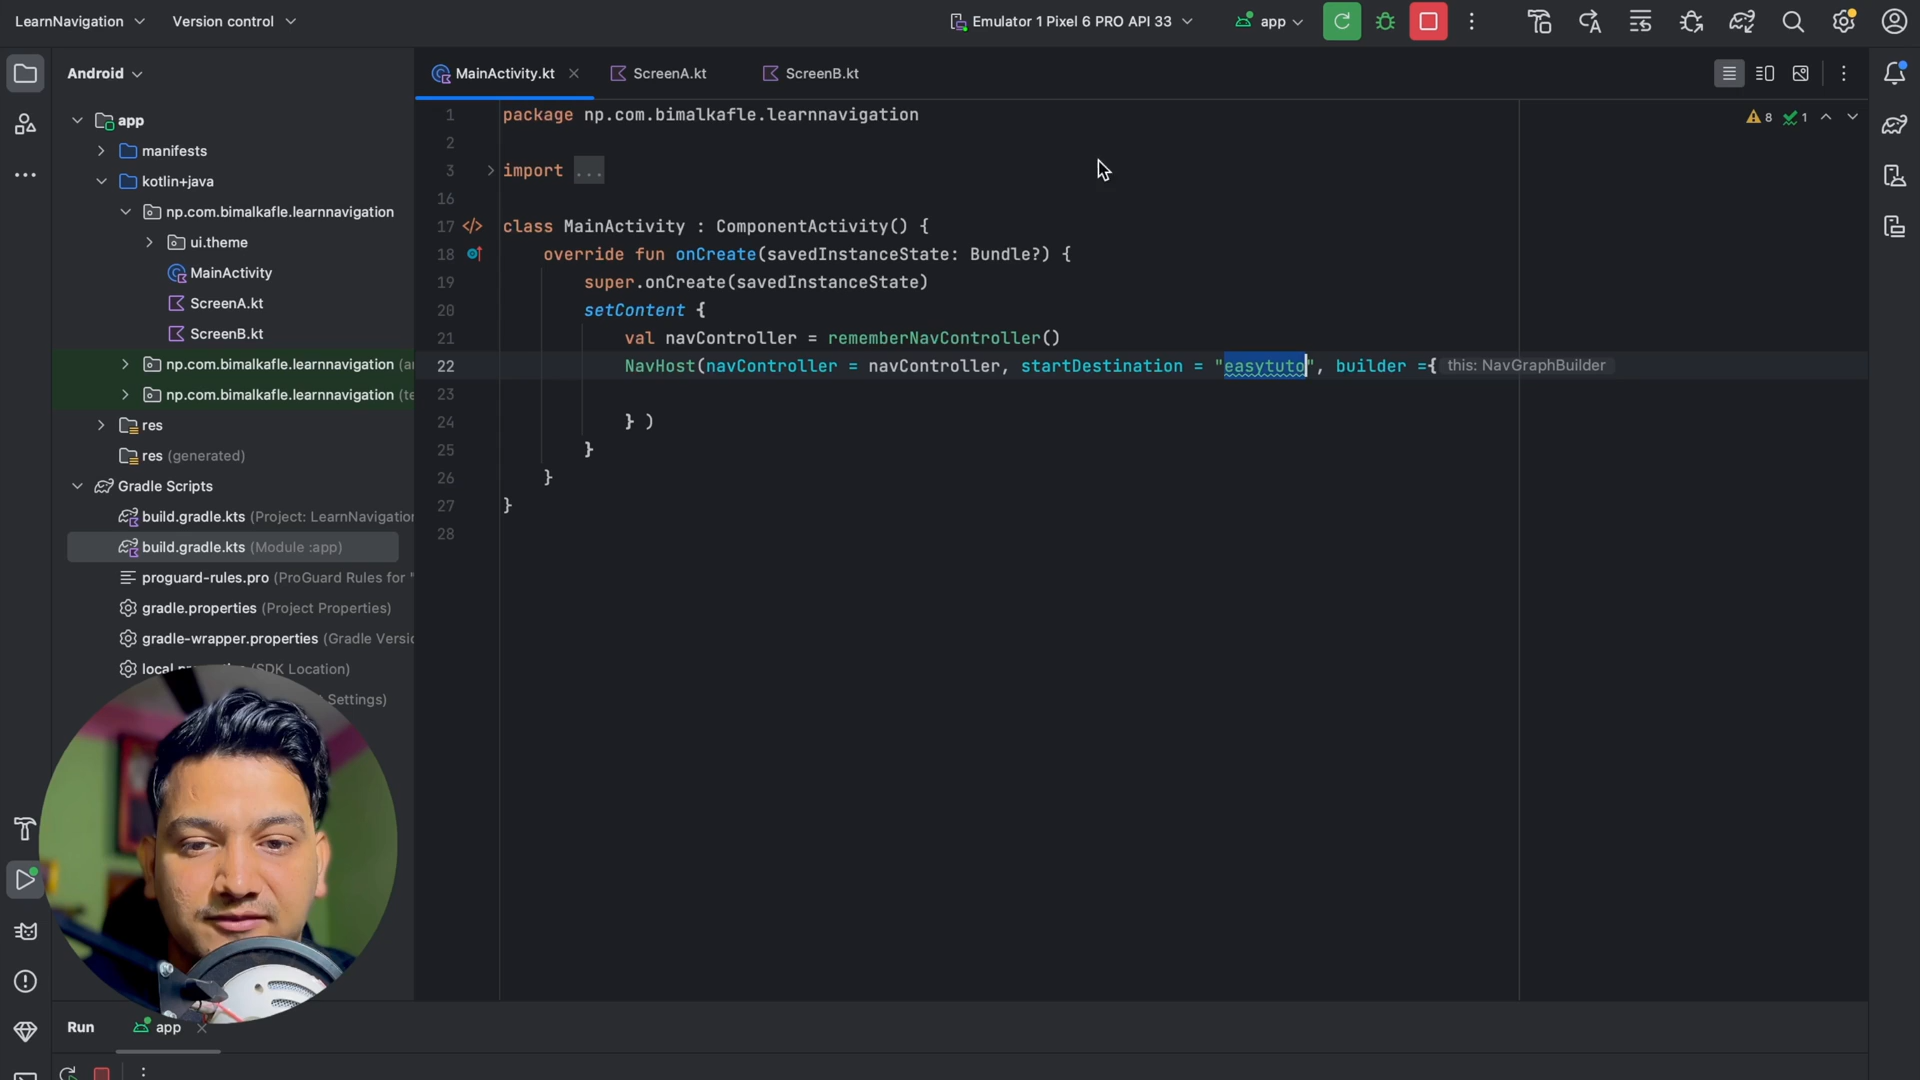 LearnNavigation
Version control
Emulator 1 Pixel 6 PRO API 33
app
Android
MainActivity.kt
ScreenA.kt
ScreenB.kt
app
manifests
kotlin+java
np.com.bimalkafle.learnnavigation
ui.theme
MainActivity
ScreenA.kt
ScreenB.kt
np.com.bimalkafle.learnnavigation
np.com.bimalkafle.learnnavigation
res
res (generated)
Gradle Scripts
build.gradle.kts (Project: LearnNavigation
build.gradle.kts (Module :app)
proguard-rules.pro (ProGuard Rules for "
gradle.properties (Project Properties)
gradle-wrapper.properties (Gradle Versio
(SDK Location)
Settings)
8
1
1 package np.com.bimalkafle.learnnavigation
2
3 import ...
16
17 class MainActivity : ComponentActivity() {
18 override fun onCreate(savedInstanceState: Bundle?) {
19 super.onCreate(savedInstanceState)
20 setContent {
21 val navController = rememberNavController()
22 NavHost(navController = navController, startDestination = "easytuto", builder ={ this: NavGraphBuilder
23
24 } )
25 }
26 }
27 }
28
Run
app